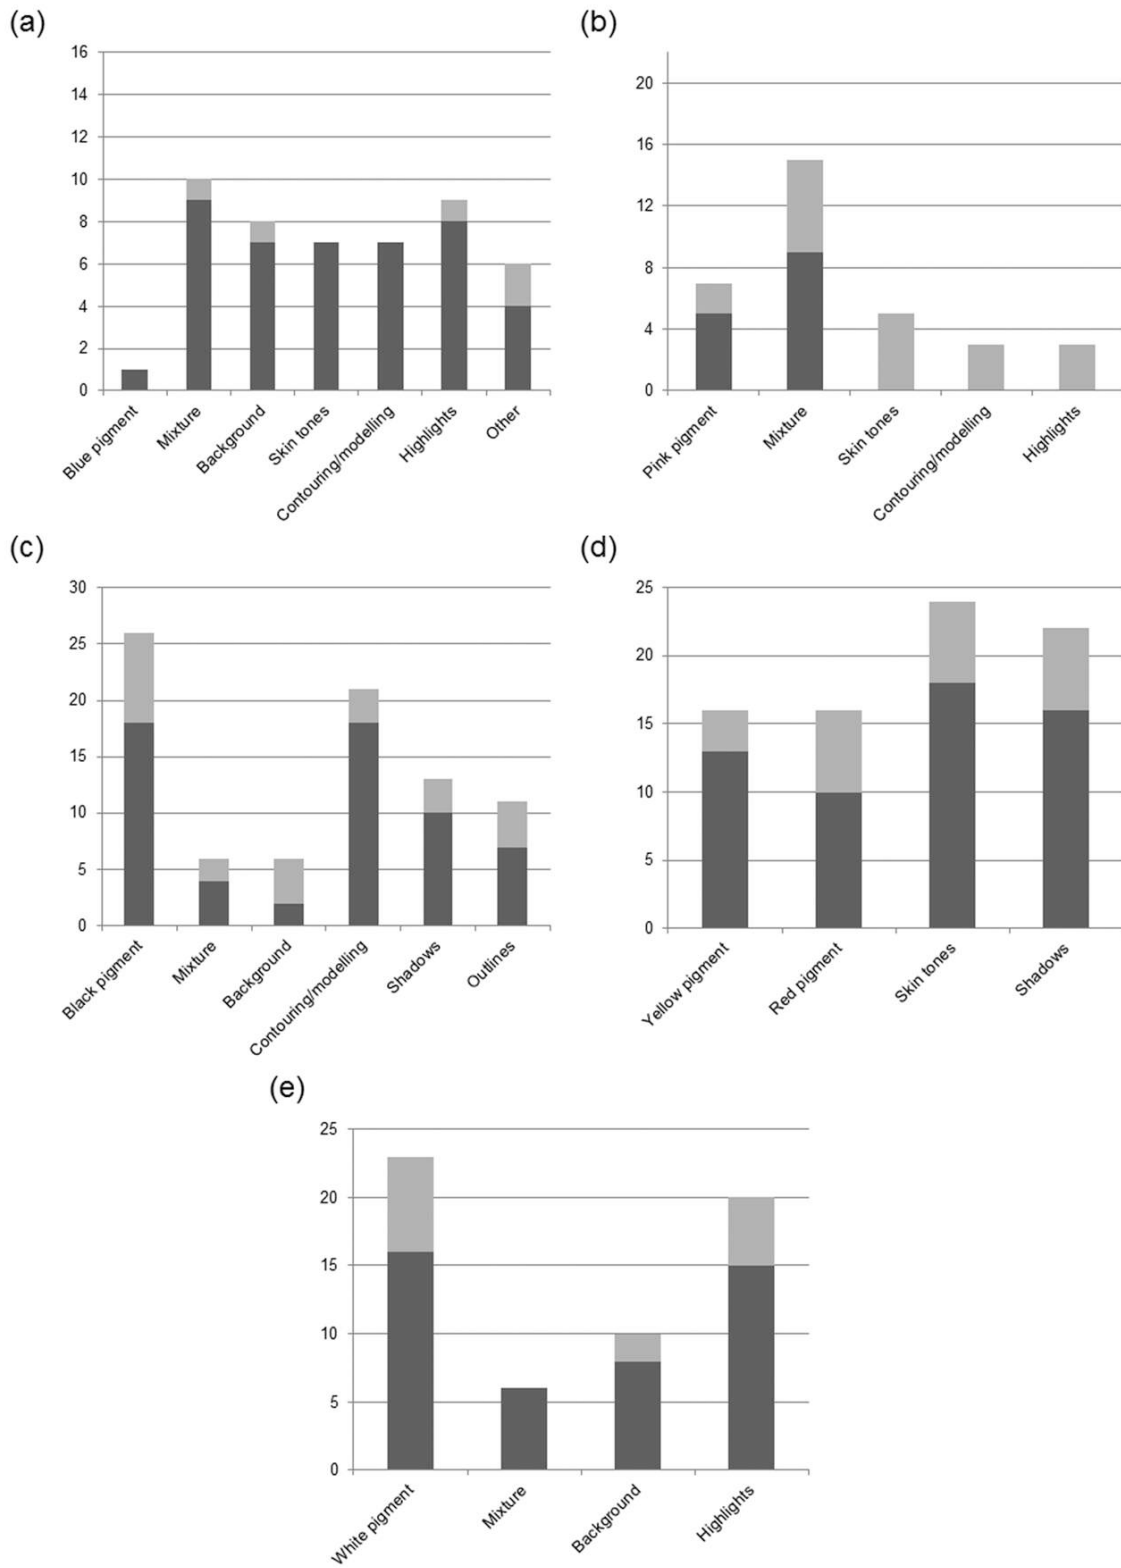 (a)
16
14
12
10
8
6
4
2
0
Blue pigment
Mixture
Background
Skin tones
Contouring/modelling
Highlights
Other
(b)
20
16
12
8
4
0
Pink pigment
Mixture
Skin tones
Contouring/modelling
Highlights
(c)
30
25
20
15
10
5
0
Black pigment
Mixture
Background
Contouring/modelling
Shadows
Outlines
(d)
25
20
15
10
5
0
Yellow pigment
Red pigment
Skin tones
Shadows
(e)
25
20
15
10
5
0
White pigment
Mixture
Background
Highlights